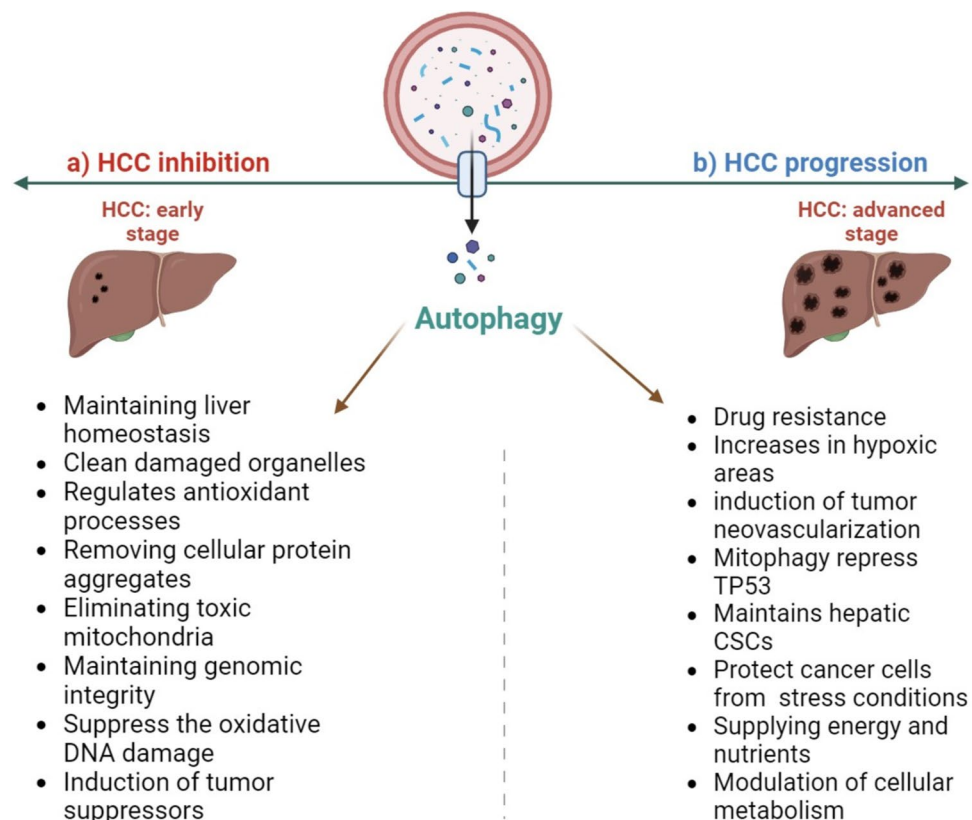 a) HCC inhibition
b) HCC progression
HCC: early
stage
HCC: advanced
stage
Autophagy
• Maintaining liver
homeostasis
• Clean damaged organelles
• Regulates antioxidant
processes
• Removing cellular protein
aggregates
• Eliminating toxic
mitochondria
• Maintaining genomic
integrity
• Suppress the oxidative
DNA damage
• Induction of tumor
suppressors
• Drug resistance
• Increases in hypoxic
areas
• induction of tumor
neovascularization
• Mitophagy repress
TP53
• Maintains hepatic
CSCs
• Protect cancer cells
from stress conditions
• Supplying energy and
nutrients
• Modulation of cellular
metabolism